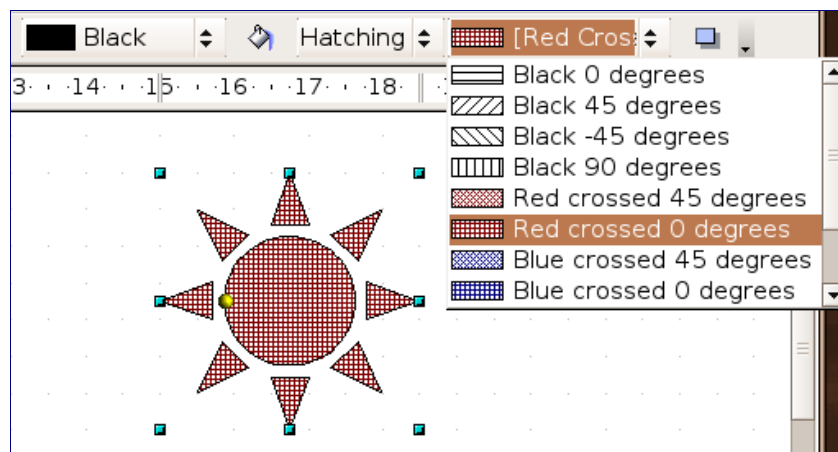 Black Hatching [Red Cros
3 14 15 16 17 18
Black 0 degrees
Black 45 degrees
Black -45 degrees
Black 90 degrees
Red crossed 45 degrees
Red crossed 0 degrees
Blue crossed 45 degrees
Blue crossed 0 degrees